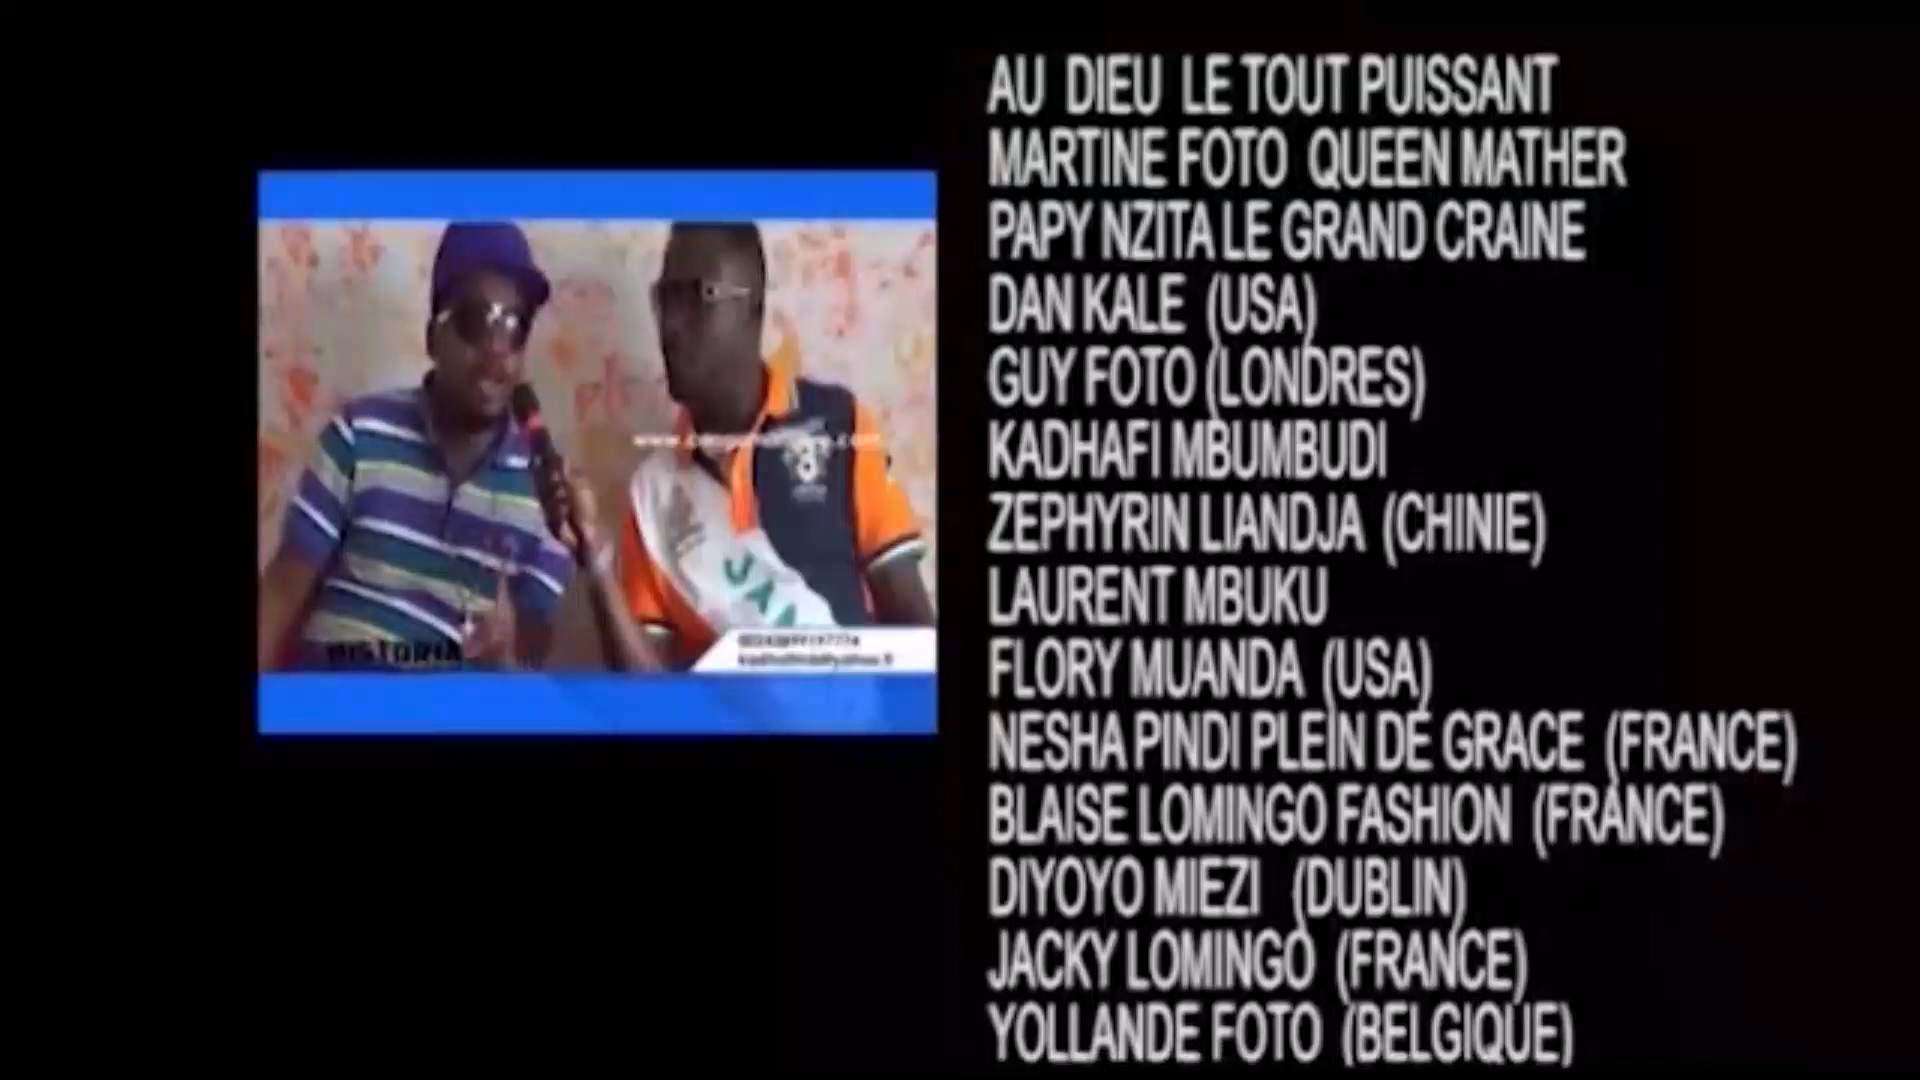 AU DIEU LE TOUT PUISSANT
MARTINE FOTO QUEEN MATHER
PAPY NZITA LE GRAND CRAINE
DAN KALE (USA)
GUY FOTO (LONDRES)
KADHAFI MBUMBUDI
ZEPHYRIN LIANDJA (CHINIE)
LAURENT MBUKU
FLORY MUANDA (USA)
NESHA PINDI PLEIN DE GRACE (FRANCE)
BLAISE LOMINGO FASHION (FRANCE)
DIYOYO MIEZI (DUBLIN)
JACKY LOMINGO (FRANCE)
YOLLANDE FOTO (BELGIQUE)
HISTORIA